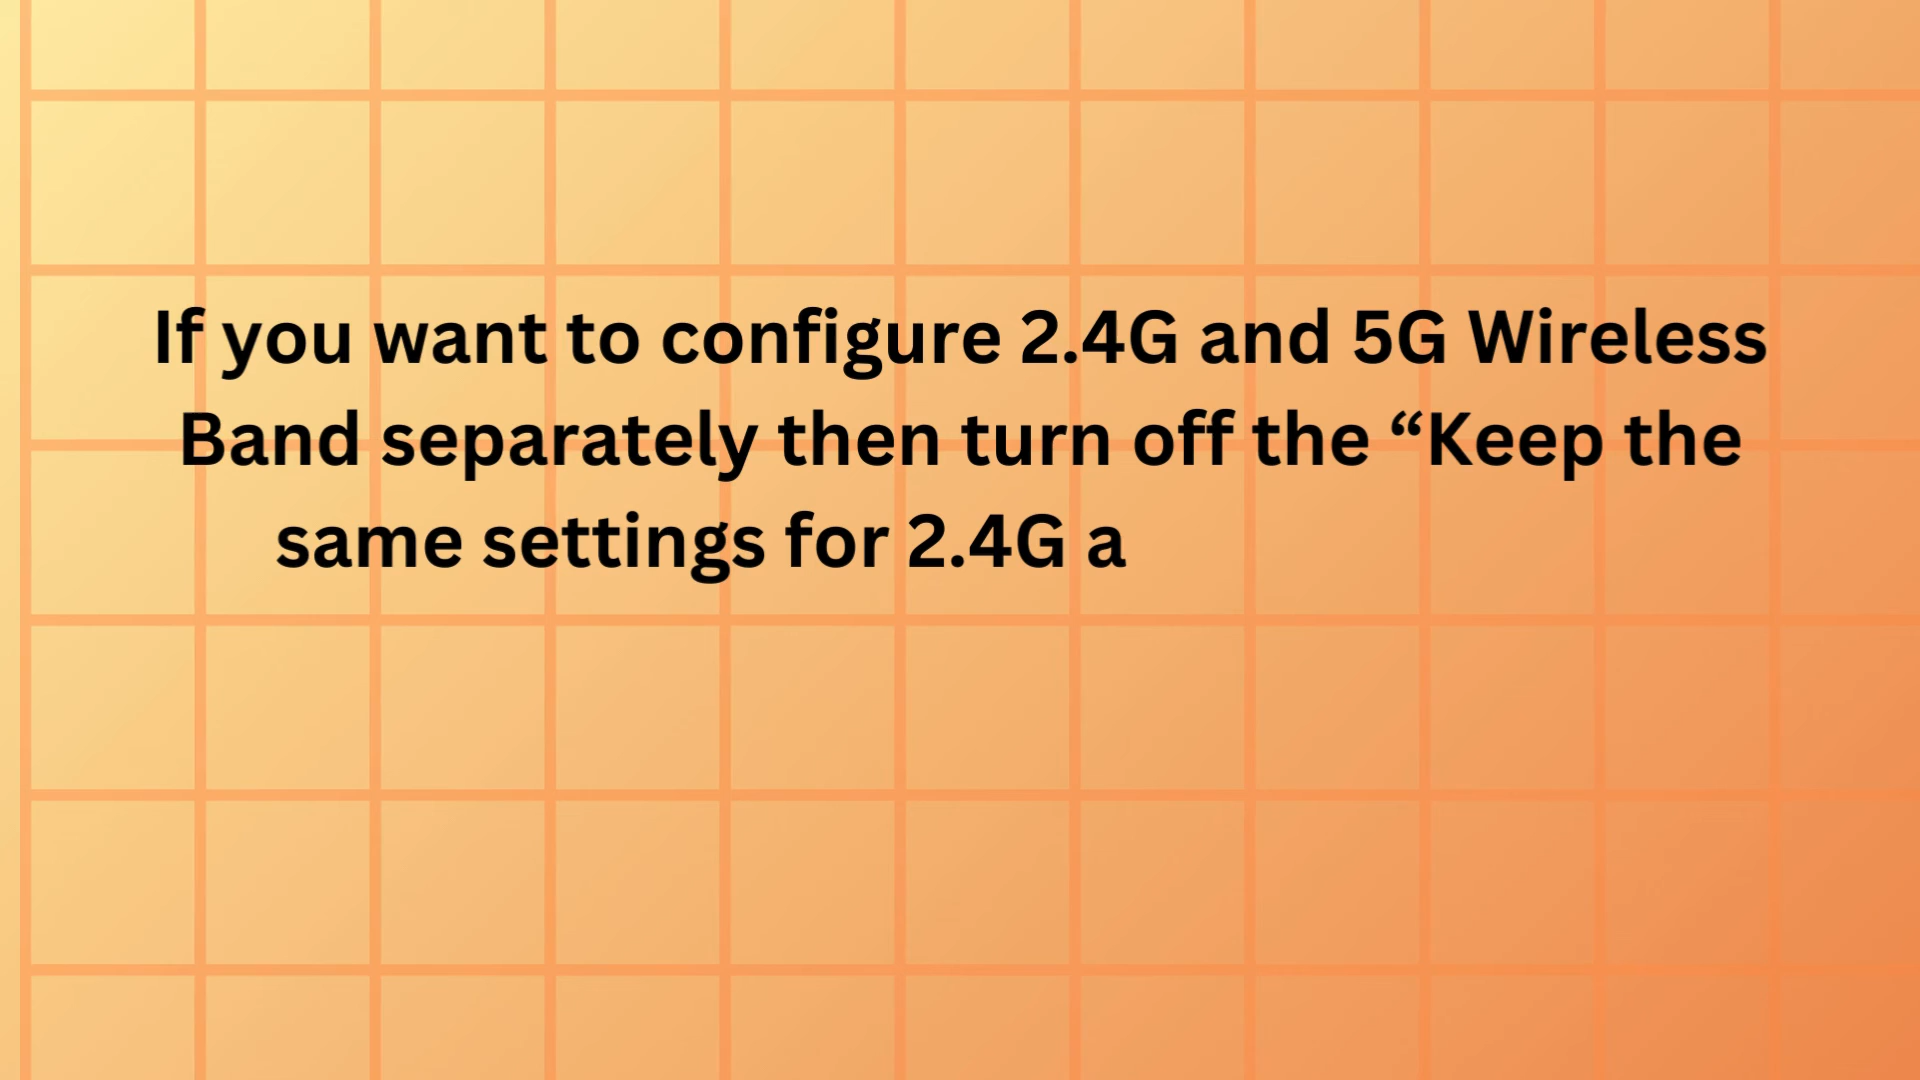 If you want to configure 2.4G and 5G Wireless
Band separately then turn off the “Keep the
same settings for 2.4G a